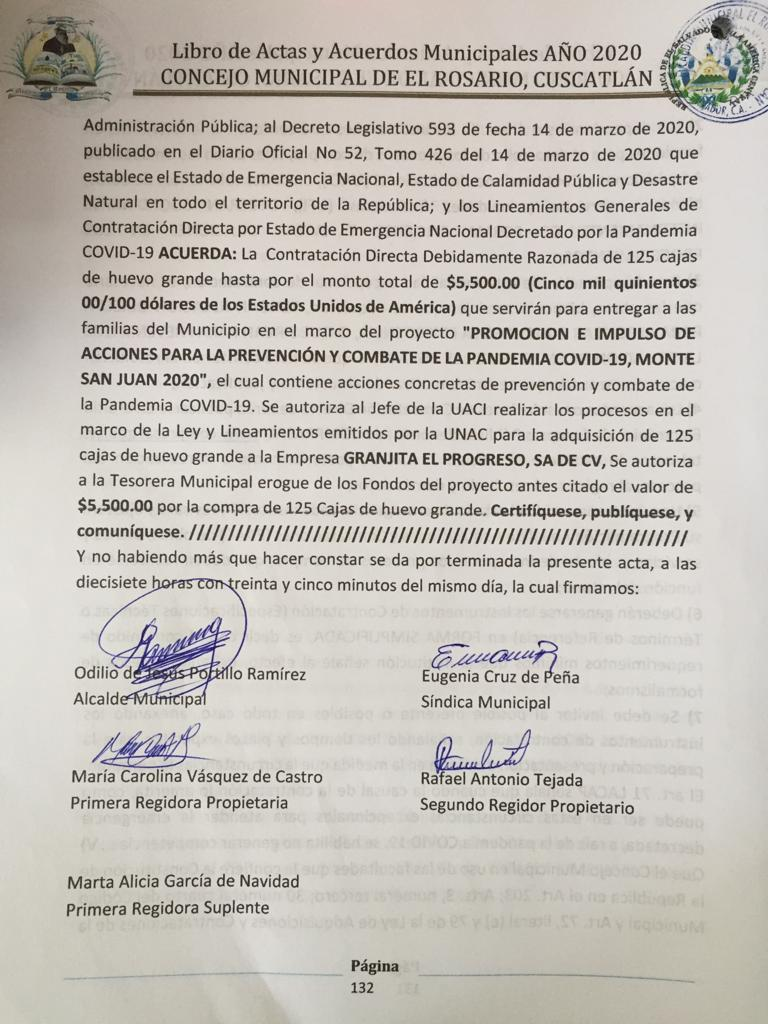 Libro de Actas y Acuerdos Municipales AÑO 2020
CONCEJO MUNICIPAL DE EL ROSARIO, CUSCATLÁN
Administración Pública; al Decreto Legislativo 593 de fecha 14 de marzo de 2020,
publicado en el Diario Oficial No 52, Tomo 426 del 14 de marzo de 2020 que
establece el Estado de Emergencia Nacional, Estado de Calamidad Pública y Desastre
Natural en todo el territorio de la República; y los Lineamientos Generales de
Contratación Directa por Estado de Emergencia Nacional Decretado por la Pandemia
COVID-19 ACUERDA: La Contratación Directa Debidamente Razonada de 125 cajas
de huevo grande hasta por el monto total de $5,500.00 (Cinco mil quinientos
00/100 dólares de los Estados Unidos de América) que servirán para entregar a las
familias del Municipio en el marco del proyecto "PROMOCION E IMPULSO DE
ACCIONES PARA LA PREVENCIÓN Y COMBATE DE LA PANDEMIA COVID-19, MONTE
SAN JUAN 2020", el cual contiene acciones concretas de prevención y combate de
la Pandemia COVID-19. Se autoriza al Jefe de la UACI realizar los procesos en el
marco de la Ley y Lineamientos emitidos por la UNAC para la adquisición de 125
cajas de huevo grande a la Empresa GRANJITA EL PROGRESO, SA DE CV, Se autoriza
a la Tesorera Municipal erogue de los Fondos del proyecto antes citado el valor de
$5,500.00 por la compra de 125 Cajas de huevo grande. Certifíquese, publíquese, y
comuníquese. ////////////////////////////////////////////////////////////////
Y no habiendo más que hacer constar se da por terminada la presente acta, a las
diecisiete horas con treinta y cinco minutos del mismo día, la cual firmamos:
Odilio de Jesús Portillo Ramírez
Alcalde Municipal
Eugenia Cruz de Peña
Síndica Municipal
María Carolina Vásquez de Castro
Primera Regidora Propietaria
Rafael Antonio Tejada
Segundo Regidor Propietario
Marta Alicia García de Navidad
Primera Regidora Suplente
Página
132